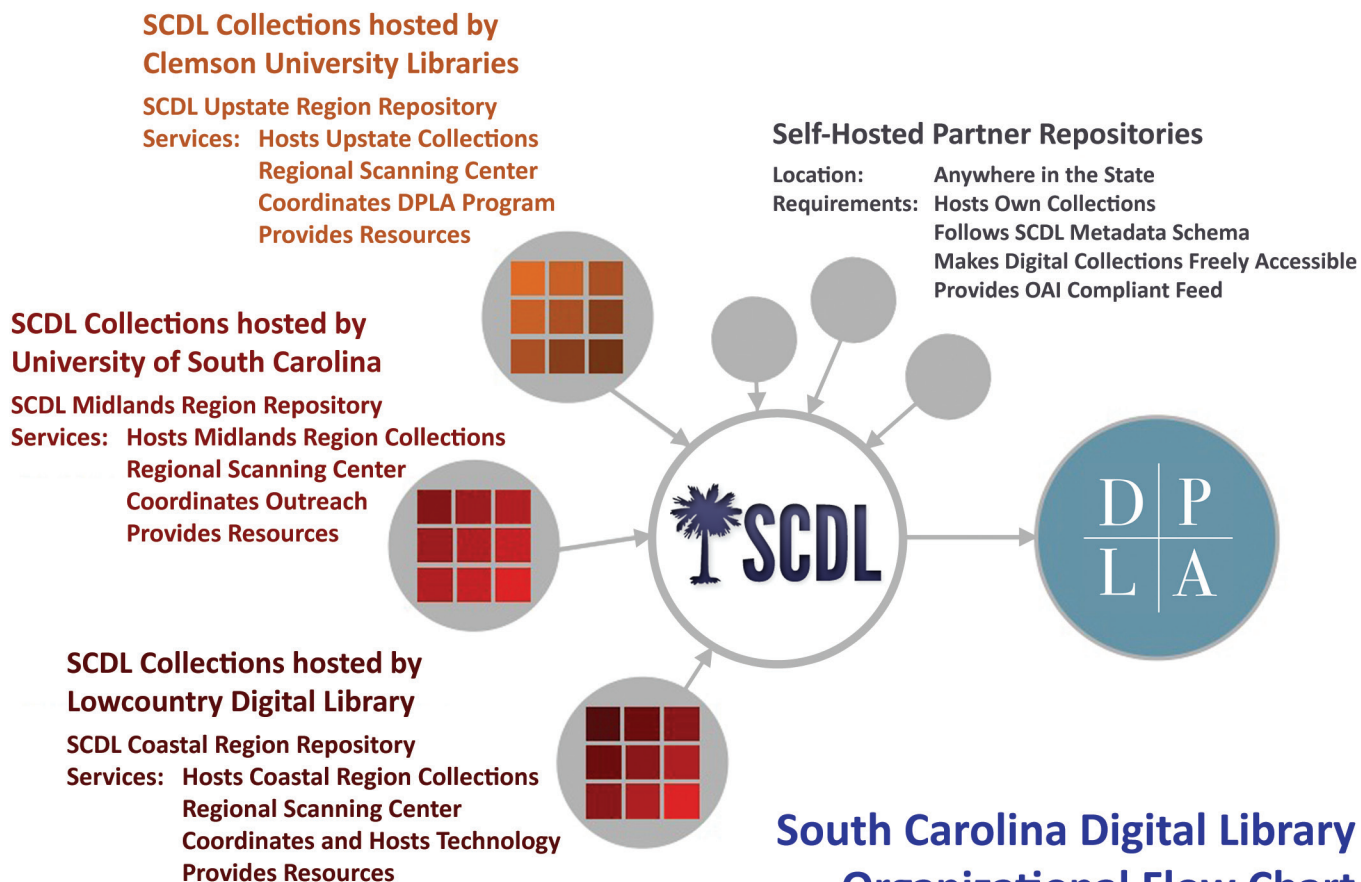 SCDL Collections hosted by
Clemson University Libraries
SCDL Upstate Region Repository
Services: Hosts Upstate Collections
Regional Scanning Center
Coordinates DPLA Program
Provides Resources
Self-Hosted Partner Repositories
Location: Anywhere in the State
Requirements: Hosts Own Collections
Follows SCDL Metadata Schema
Makes Digital Collections Freely Accessible
Provides OAI Compliant Feed
SCDL Collections hosted by
University of South Carolina
SCDL Midlands Region Repository
Services: Hosts Midlands Region Collections
Regional Scanning Center
Coordinates Outreach
Provides Resources
SCDL
D P
L A
SCDL Collections hosted by
Lowcountry Digital Library
SCDL Coastal Region Repository
Services: Hosts Coastal Region Collections
Regional Scanning Center
Coordinates and Hosts Technology
Provides Resources
South Carolina Digital Library
Organizational Flow Chart